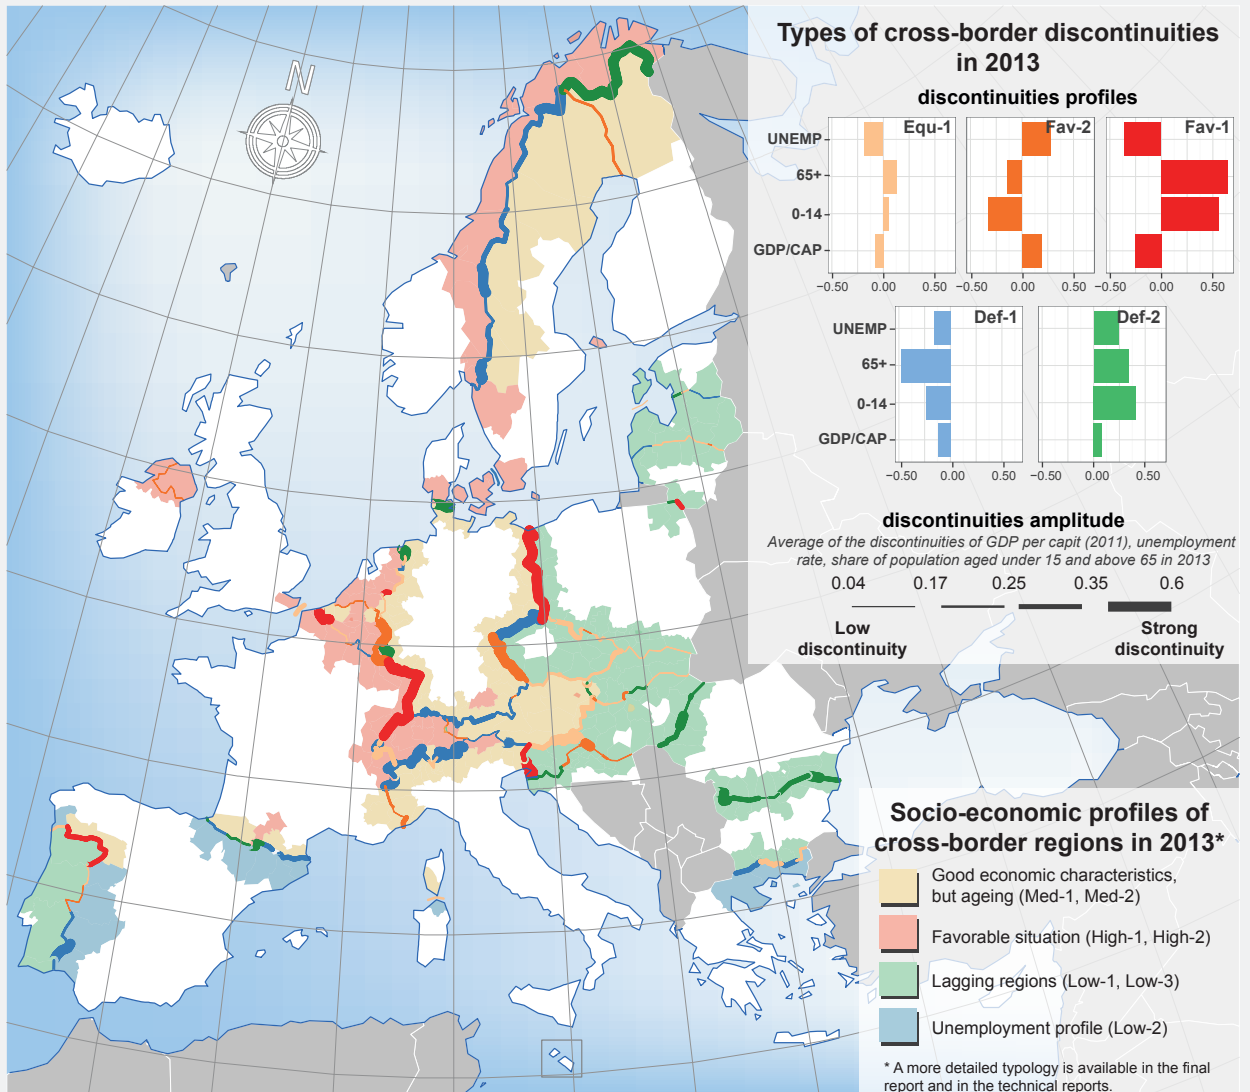 N
Types of cross-border discontinuities
in 2013
discontinuities profiles
Equ-1
Fav-2
Fav-1
UNEMP
65+
0-14
GDP/CAP
−0.50 0.00 0.50
−0.50 0.00 0.50
−0.50 0.00 0.50
Def-1
Def-2
UNEMP
65+
0-14
GDP/CAP
−0.50 0.00 0.50
−0.50 0.00 0.50
discontinuities amplitude
Average of the discontinuities of GDP per capit (2011), unemployment
rate, share of population aged under 15 and above 65 in 2013
0.04 0.17 0.25 0.35 0.6
Low
discontinuity
Strong
discontinuity
Socio-economic profiles of
cross-border regions in 2013*
Good economic characteristics,
but ageing (Med-1, Med-2)
Favorable situation (High-1, High-2)
Lagging regions (Low-1, Low-3)
Unemployment profile (Low-2)
* A more detailed typology is available in the final
report and in the technical reports.